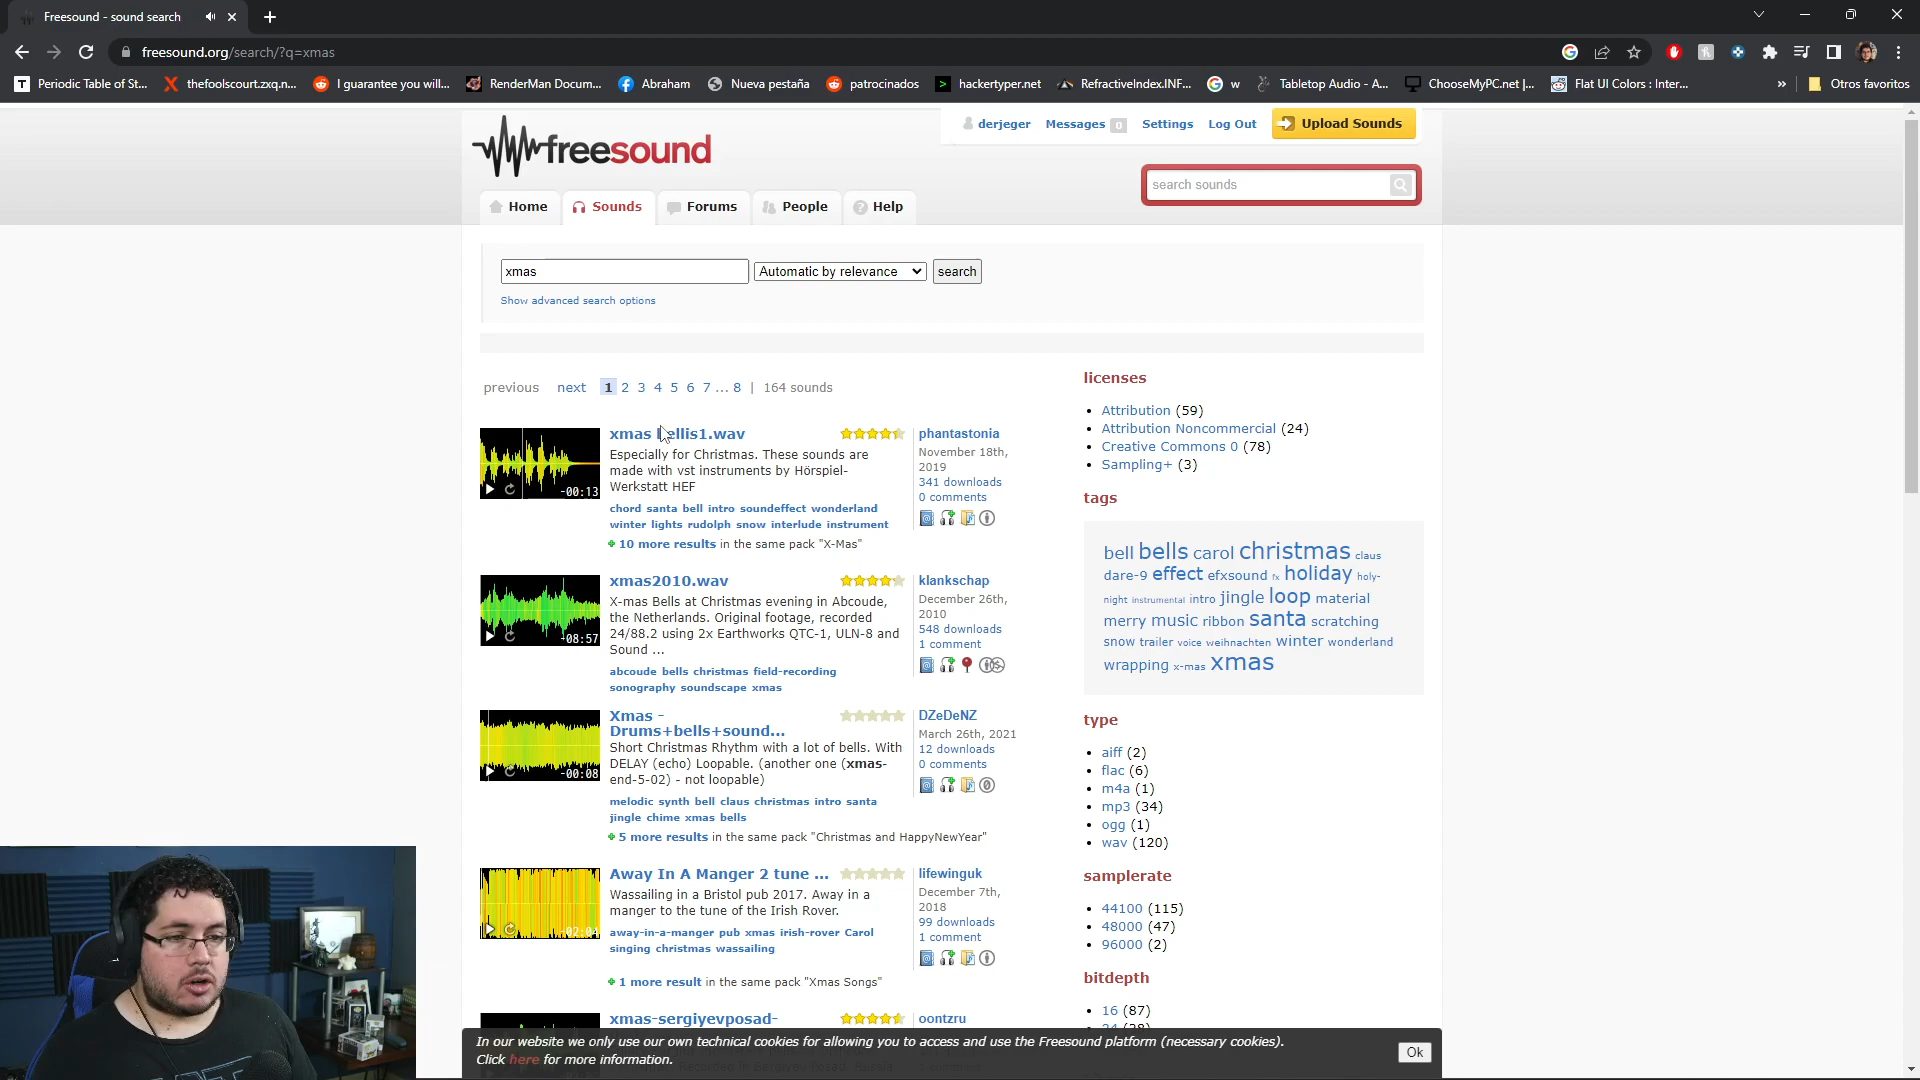 Freesound - sound search
freesound.org/search/?q=xmas
Periodic Table of St...
thefoolscourt.zxq.n...
I guarantee you will...
RenderMan Docum...
Abraham
Nueva pestaña
patrocinados
hackertyper.net
RefractiveIndex.INF...
w
Tabletop Audio - A...
ChooseMyPC.net |...
Flat UI Colors : Inter...
»
Otros favoritos
freesound
derjeger
Messages 0
Settings
Log Out
Upload Sounds
search sounds
Home
Sounds
Forums
People
Help
xmas
Automatic by relevance
search
Show advanced search options
previous next 1 2 3 4 5 6 7 ... 8 | 164 sounds
xmas bellis1.wav
Especially for Christmas. These sounds are
made with vst instruments by Hörspiel-
Werkstatt HEF
chord santa bell intro soundeffect wonderland
winter lights rudolph snow interlude instrument
10 more results in the same pack "X-Mas"
-00:13
phantastonia
November 18th,
2019
341 downloads
0 comments
xmas2010.wav
X-mas Bells at Christmas evening in Abcoude,
the Netherlands. Original footage, recorded
24/88.2 using 2x Earthworks QTC-1, ULN-8 and
Sound ...
abcoude bells christmas field-recording
sonography soundscape xmas
-08:57
klankschap
December 26th,
2010
548 downloads
1 comment
Xmas -
Drums+bells+sound...
Short Christmas Rhythm with a lot of bells. With
DELAY (echo) Loopable. (another one (xmas-
end-5-02) - not loopable)
melodic synth bell claus christmas intro santa
jingle chime xmas bells
5 more results in the same pack "Christmas and HappyNewYear"
-00:08
DZeDeNZ
March 26th, 2021
12 downloads
0 comments
Away In A Manger 2 tune ...
Wassailing in a Bristol pub 2017. Away in a
manger to the tune of the Irish Rover.
away-in-a-manger pub xmas irish-rover Carol
singing christmas wassailing
1 more result in the same pack "Xmas Songs"
-02:04
lifewinguk
December 7th,
2018
99 downloads
1 comment
xmas-sergiyevposad-
oontzru
licenses
Attribution (59)
Attribution Noncommercial (24)
Creative Commons 0 (78)
Sampling+ (3)
tags
bell bells carol christmas claus
dare-9 effect efxsound fx holiday holy-
night instrumental intro jingle loop material
merry music ribbon santa scratching
snow trailer voice weihnachten winter wonderland
wrapping x-mas xmas
type
aiff (2)
flac (6)
m4a (1)
mp3 (34)
ogg (1)
wav (120)
samplerate
44100 (115)
48000 (47)
96000 (2)
bitdepth
16 (87)
In our website we only use our own technical cookies for allowing you to access and use the Freesound platform (necessary cookies).
Click here for more information.
Ok